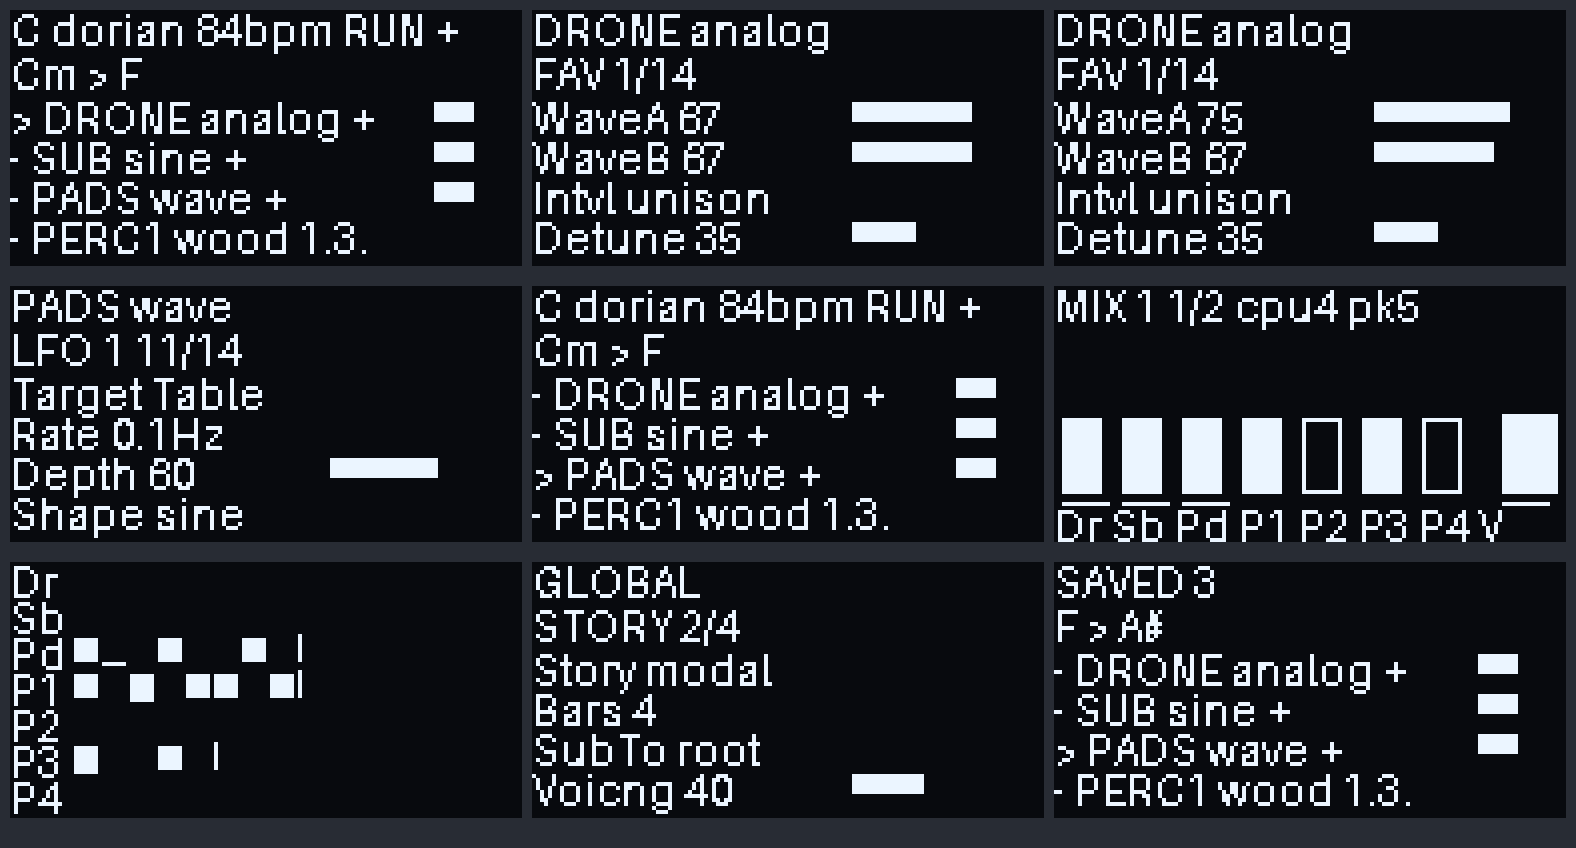 C dorian 84bpm RUN +
Cm > F
> DRONE analog +
- SUB sine +
- PADS wave +
- PERC1 wood 1.3.
DRONE analog
FAV 1/14
WaveA 67
WaveB 67
Intvl unison
Detune 35
DRONE analog
FAV 1/14
WaveA 75
WaveB 67
Intvl unison
Detune 35
PADS wave
LFO 1 11/14
Target Table
Rate 0.1Hz
Depth 60
Shape sine
C dorian 84bpm RUN +
Cm > F
- DRONE analog +
- SUB sine +
> PADS wave +
- PERC1 wood 1.3.
MIX 1 1/2 cpu4 pk5
Dr Sb Pd P1 P2 P3 P4 V
Dr
Sb
Pd
P1
P2
P3
P4
GLOBAL
STORY 2/4
Story modal
Bars 4
SubTo root
Voicng 40
SAVED 3
F > A#
- DRONE analog +
- SUB sine +
> PADS wave +
- PERC1 wood 1.3.